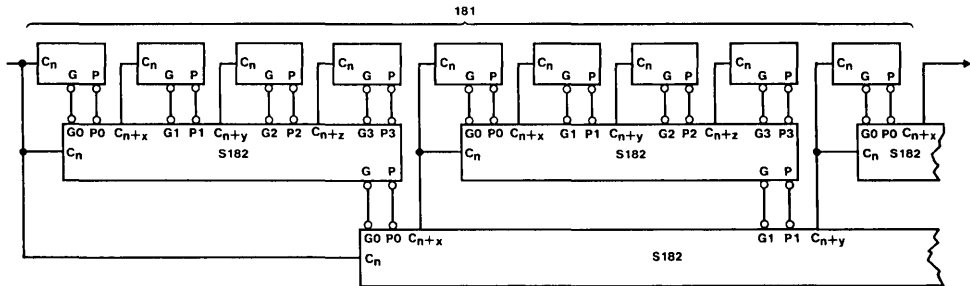 181
Cn G P Cn G P Cn G P Cn G P Cn G P Cn G P Cn G P Cn G P Cn G P
G0 P0 Cn+x G1 P1 Cn+y G2 P2 Cn+z G3 P3 G0 P0 Cn+x G1 P1 Cn+y G2 P2 Cn+z G3 P3 G0 P0 Cn+x
Cn S182 Cn S182 Cn S182
G P G P
G0 P0 Cn+x G1 P1 Cn+y
Cn S182